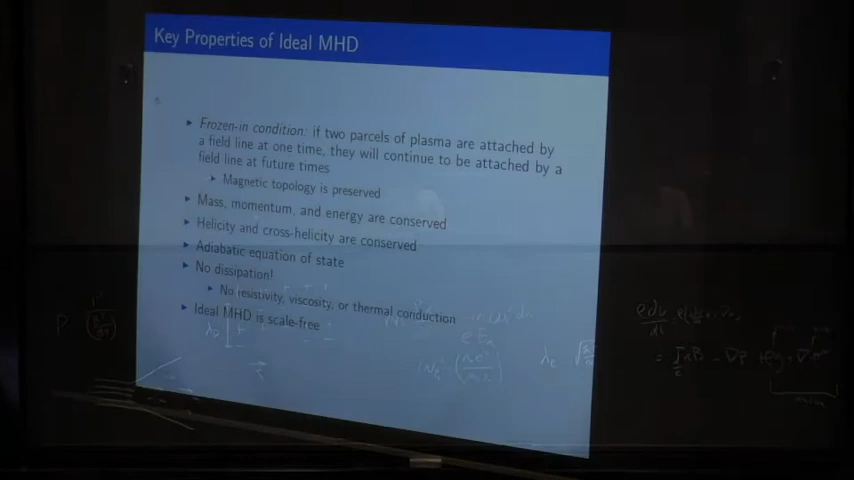 Key Properties of Ideal MHD
▸ Frozen-in condition: if two parcels of plasma are attached by
a field line at one time, they will continue to be attached by a
field line at future times
▸ Magnetic topology is preserved
▸ Mass, momentum, and energy are conserved
▸ Helicity and cross-helicity are conserved
▸ Adiabatic equation of state
▸ No dissipation!
▸ No resistivity, viscosity, or thermal conduction
▸ Ideal MHD is scale-free